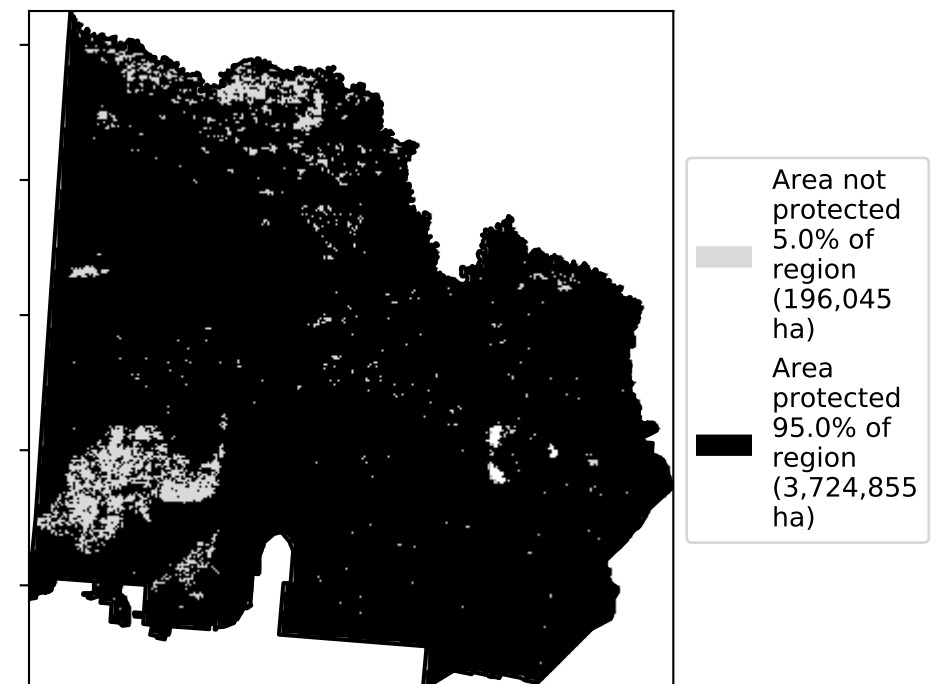 Area not
protected
5.0% of
region
(196,045
ha)
Area
protected
95.0% of
region
(3,724,855
ha)